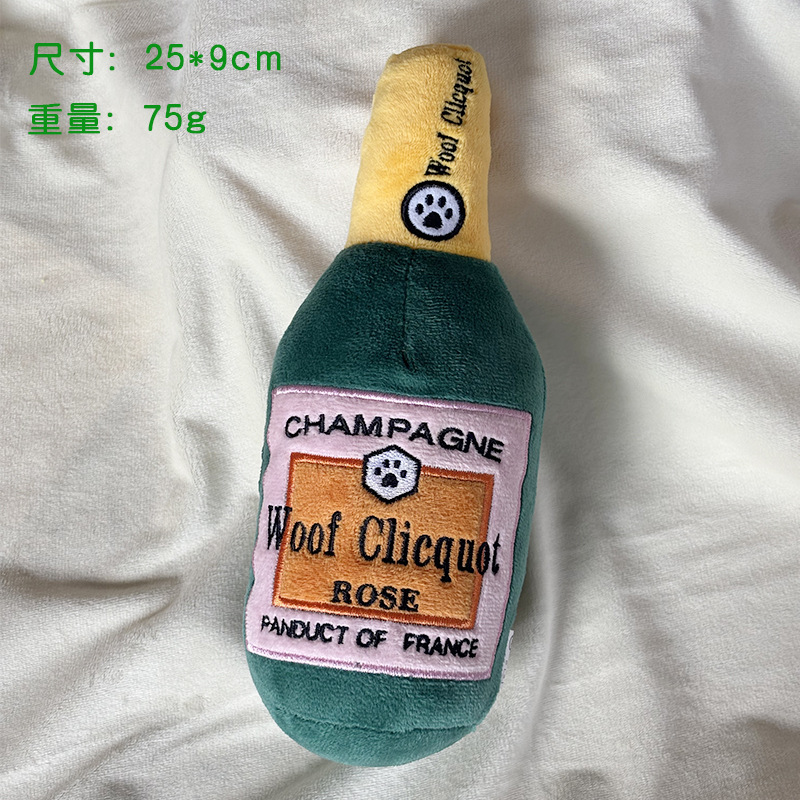 尺寸: 25*9cm
重量: 75g
Woof Clicquot
CHAMPAGNE
Woof Clicquot
ROSE
PANDUCT OF FRANCE